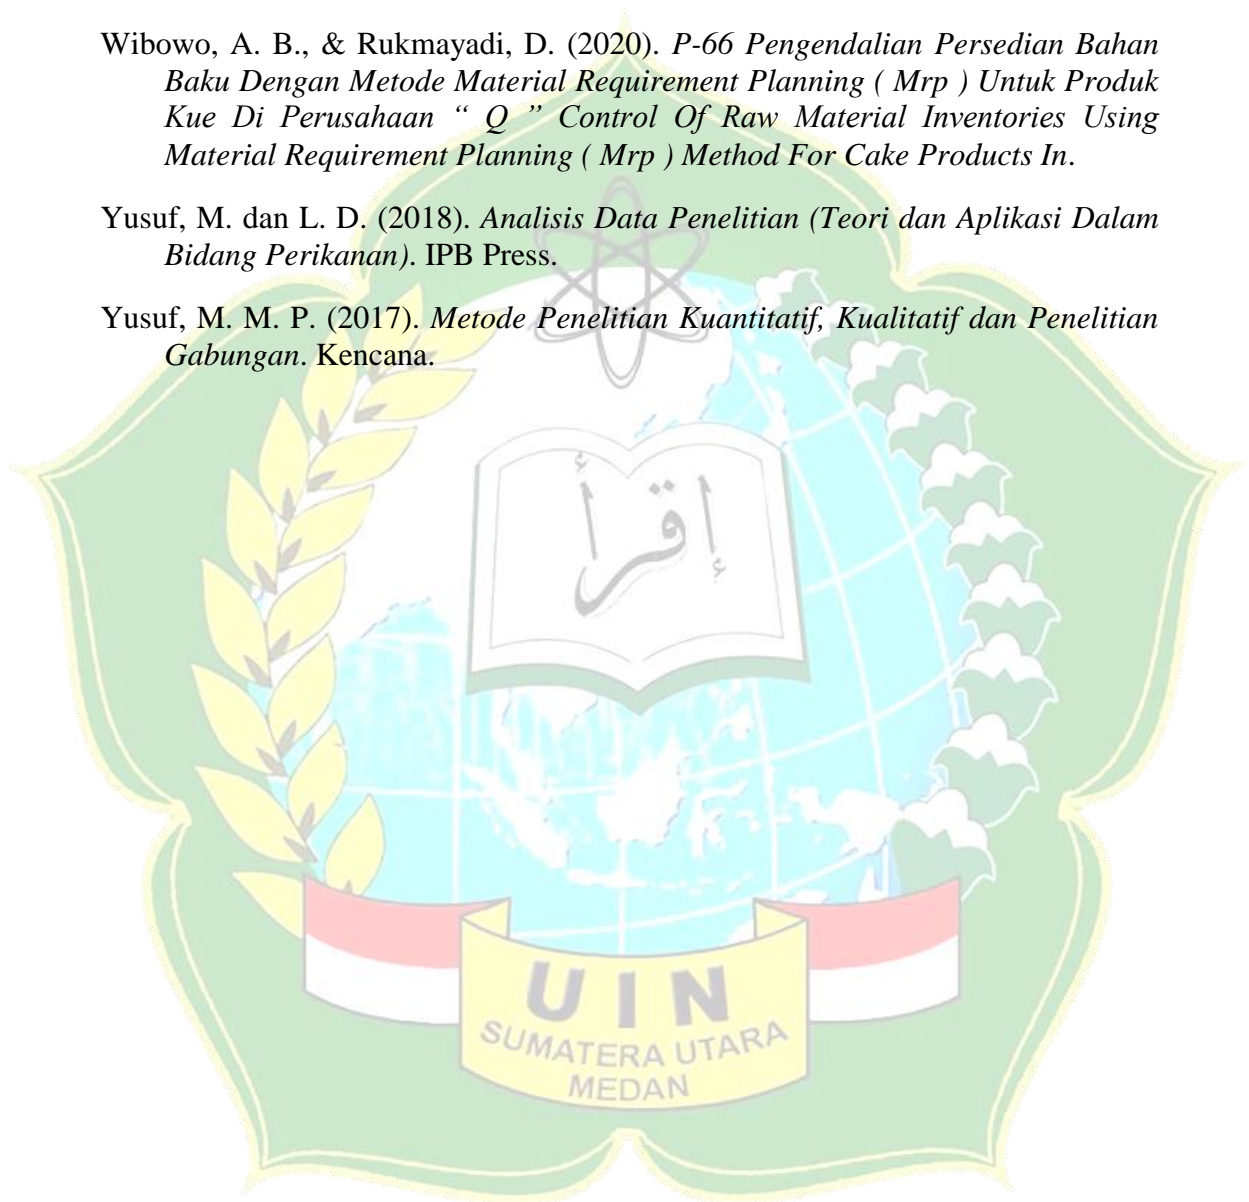 Wibowo, A. B., & Rukmayadi, D. (2020). P-66 Pengendalian Persedian Bahan
Baku Dengan Metode Material Requirement Planning ( Mrp ) Untuk Produk
Kue Di Perusahaan “ Q ” Control Of Raw Material Inventories Using
Material Requirement Planning ( Mrp ) Method For Cake Products In.
Yusuf, M. dan L. D. (2018). Analisis Data Penelitian (Teori dan Aplikasi Dalam
Bidang Perikanan). IPB Press.
Yusuf, M. M. P. (2017). Metode Penelitian Kuantitatif, Kualitatif dan Penelitian
Gabungan. Kencana.
إقرأ
UIN
SUMATERA UTARA
MEDAN